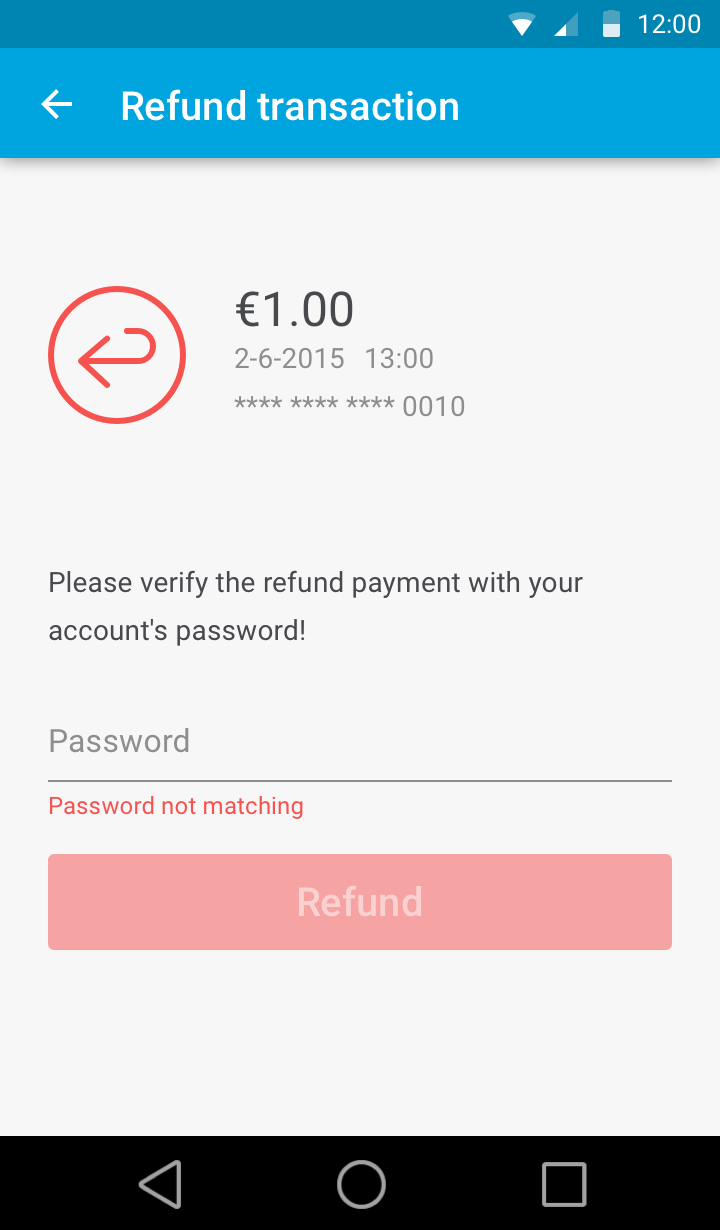 12:00
Refund transaction
€1.00
2-6-2015 13:00
**** **** **** 0010
Please verify the refund payment with your
account's password!
Password
Password not matching
Refund